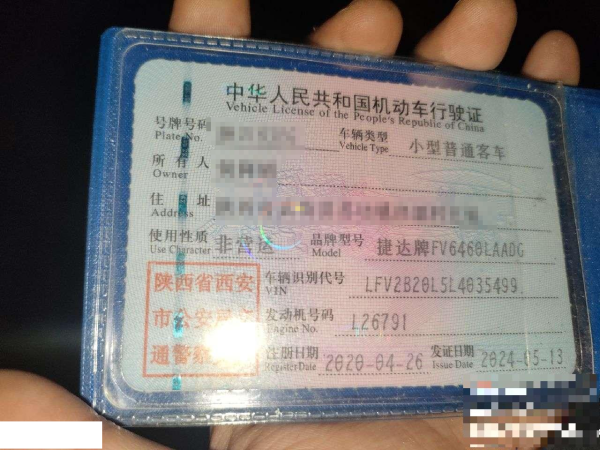 中华人民共和国机动车行驶证
Vehicle License of the People's Republic of China
号牌号码
Plate No.
车辆类型 小型普通客车
Vehicle Type
所有人
Owner
住址
Address
使用性质 非营运 品牌型号 捷达牌FV6460LAADG
Use Character Model
陕西省西安 车辆识别代号 LFV2B20L5L4035499
VIN
市公安局交 发动机号码 L26791
Engine No.
通警察 注册日期 2020-04-26 发证日期 2024-05-13
Register Date Issue Date